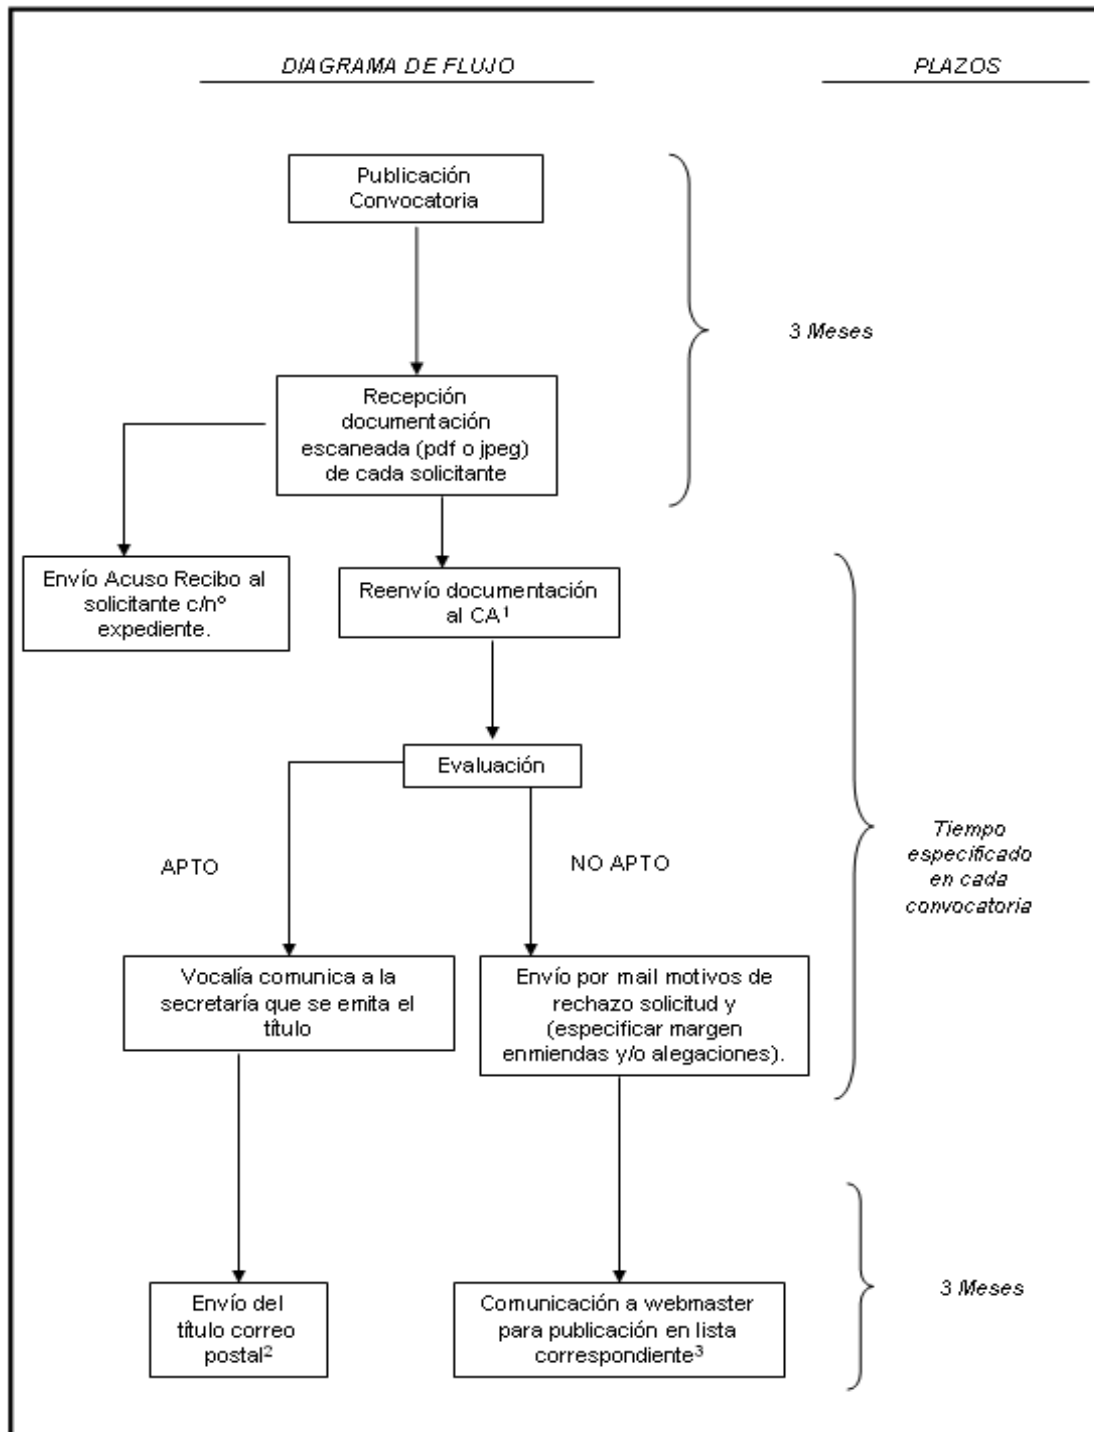 DIAGRAMA DE FLUJO
PLAZOS
Publicación
Convocatoria
3 Meses
Recepción
documentación
escaneada (pdf o jpeg)
de cada solicitante
Envío Acuso Recibo al
solicitante c/nº
expediente.
Reenvío documentación
al CA¹
Evaluación
APTO
NO APTO
Tiempo
especificado
en cada
convocatoria
Vocalía comunica a la
secretaría que se emita el
título
Envío por mail motivos de
rechazo solicitud y
(especificar margen
enmiendas y/o alegaciones).
Envío del
título correo
postal²
Comunicación a webmaster
para publicación en lista
correspondiente³
3 Meses